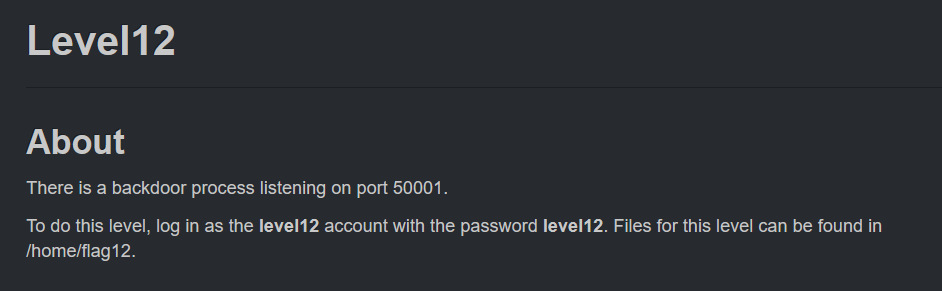 Level12
About
There is a backdoor process listening on port 50001.
To do this level, log in as the level12 account with the password level12. Files for this level can be found in
/home/flag12.